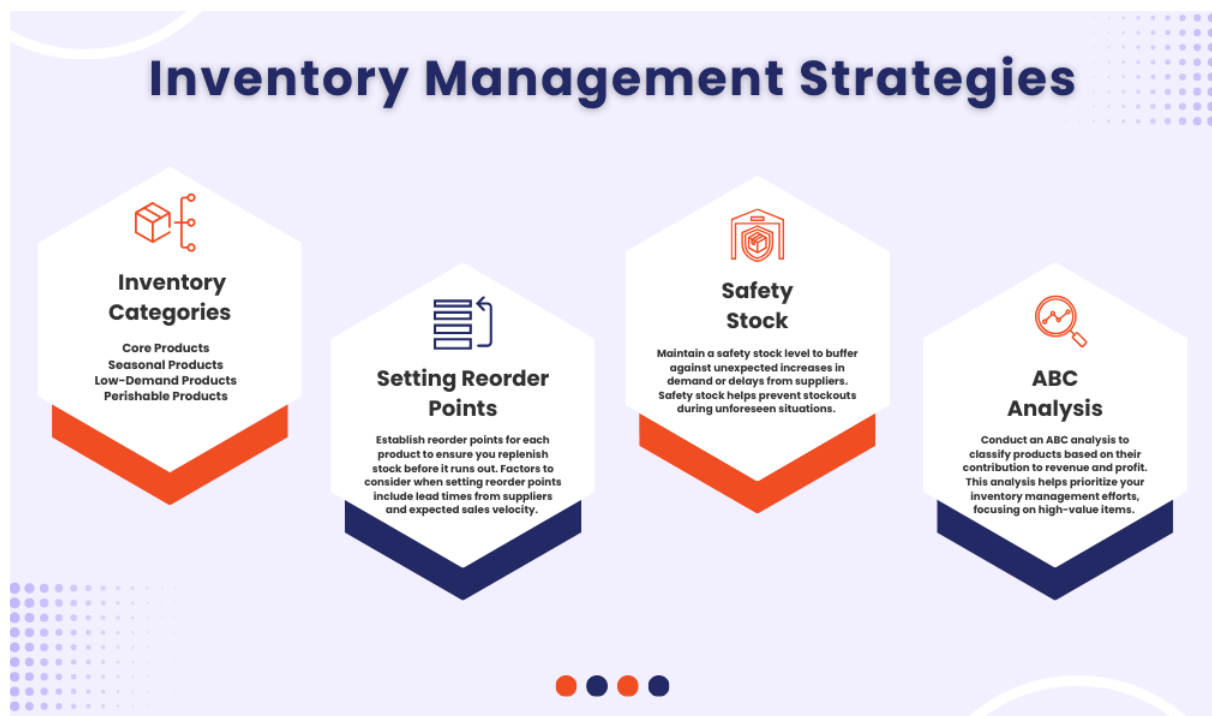 Inventory Management Strategies
Inventory
Categories
Core Products
Seasonal Products
Low-Demand Products
Perishable Products
Setting Reorder
Points
Establish reorder points for each
product to ensure you replenish
stock before it runs out. Factors to
consider when setting reorder points
include lead times from suppliers
and expected sales velocity.
Safety
Stock
Maintain a safety stock level to buffer
against unexpected increases in
demand or delays from suppliers.
Safety stock helps prevent stockouts
during unforeseen situations.
ABC
Analysis
Conduct an ABC analysis to
classify products based on their
contribution to revenue and profit.
This analysis helps prioritize your
inventory management efforts,
focusing on high-value items.